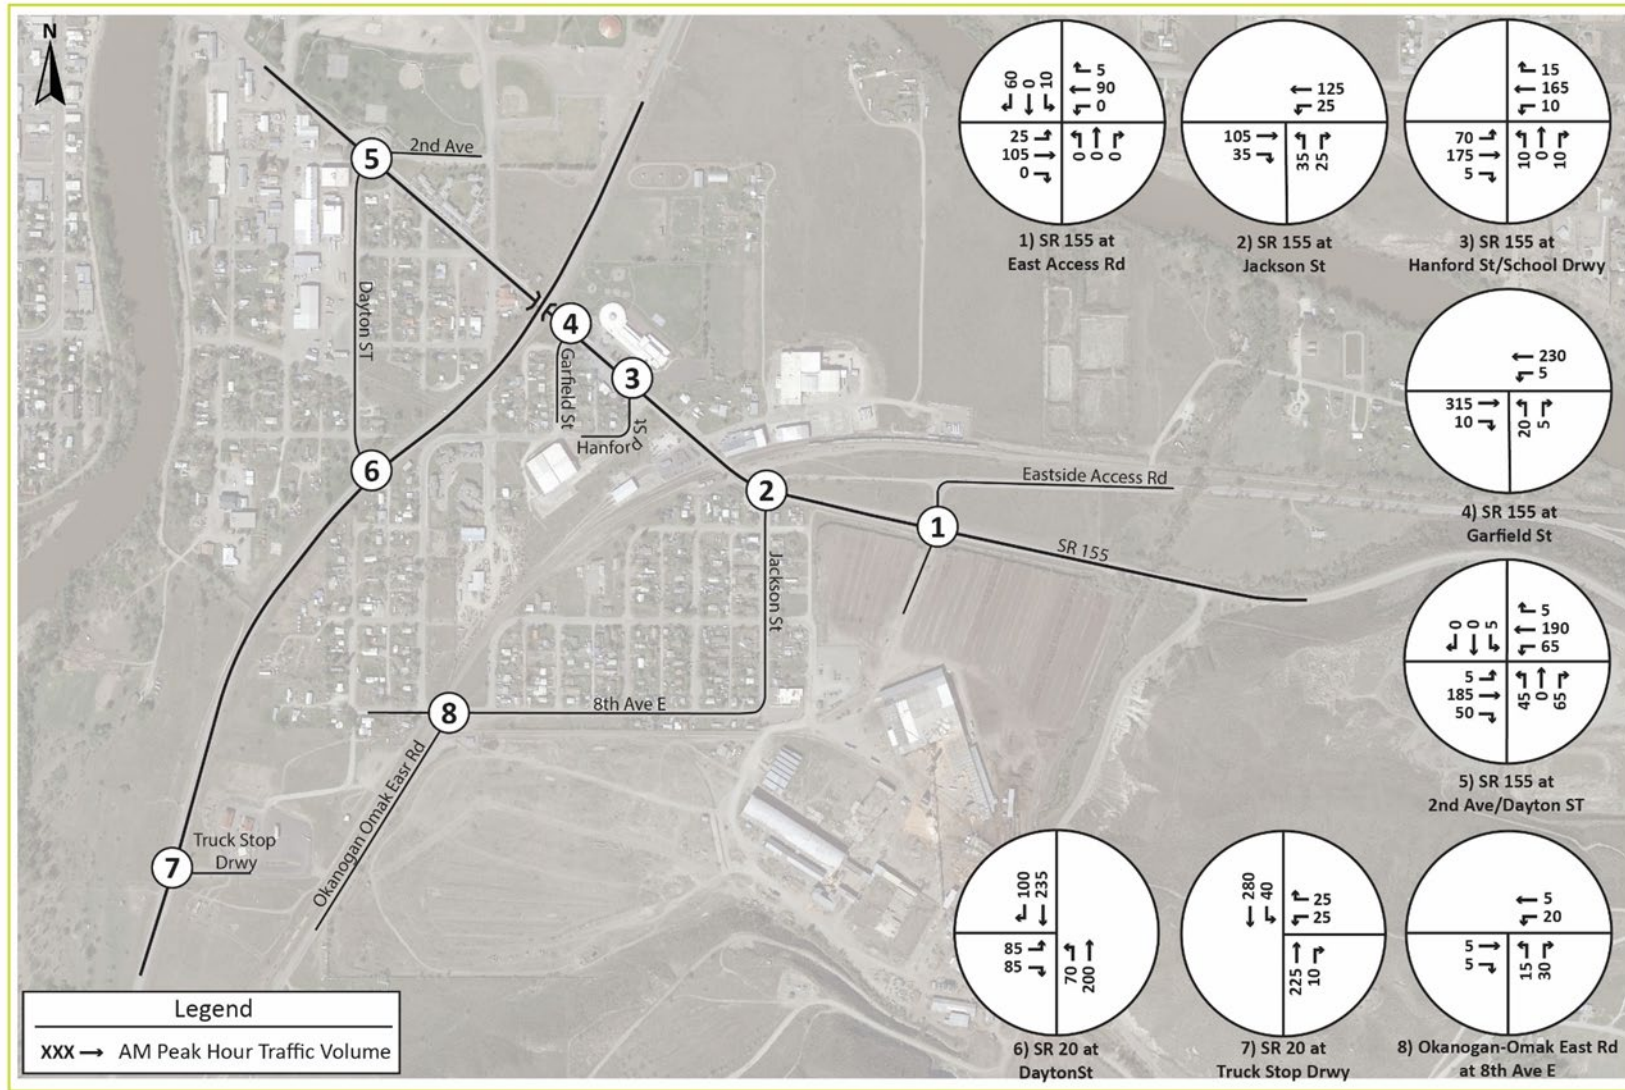 N
5
2nd Ave
Dayton ST
4
Garfield St
3
Hanford St
6
2
Eastside Access Rd
1
SR 155
Jackson St
8
8th Ave E
Okanogan Omak Easr Rd
Truck Stop
Drwy
7
Legend
XXX → AM Peak Hour Traffic Volume
60 0 10
5
90
0
25
105
0
0 0 0
1) SR 155 at
East Access Rd
125
25
105
35
35 25
2) SR 155 at
Jackson St
15
165
10
70
175
5
10 0 10
3) SR 155 at
Hanford St/School Drwy
230
5
315
10
20 5
4) SR 155 at
Garfield St
0 0 5
5
190
65
5
185
50
45 0 65
5) SR 155 at
2nd Ave/Dayton ST
100 235
85
85
70 200
6) SR 20 at
DaytonSt
280 40
25
25
225 10
7) SR 20 at
Truck Stop Drwy
5
20
5
5
15 30
8) Okanogan-Omak East Rd
at 8th Ave E